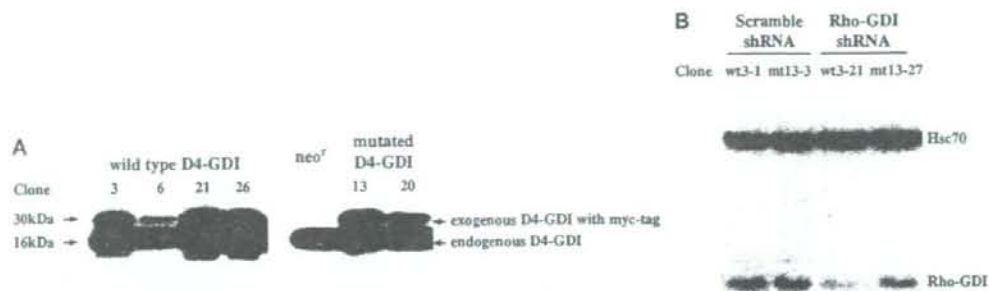 A
wild type D4-GDI
neoʳ
mutated
D4-GDI
Clone 3 6 21 26 13 20
30kDa
16kDa
exogenous D4-GDI with myc-tag
endogenous D4-GDI
B
Scramble
shRNA
Rho-GDI
shRNA
Clone wt3-1 mt13-3 wt3-21 mt13-27
Hsc70
Rho-GDI